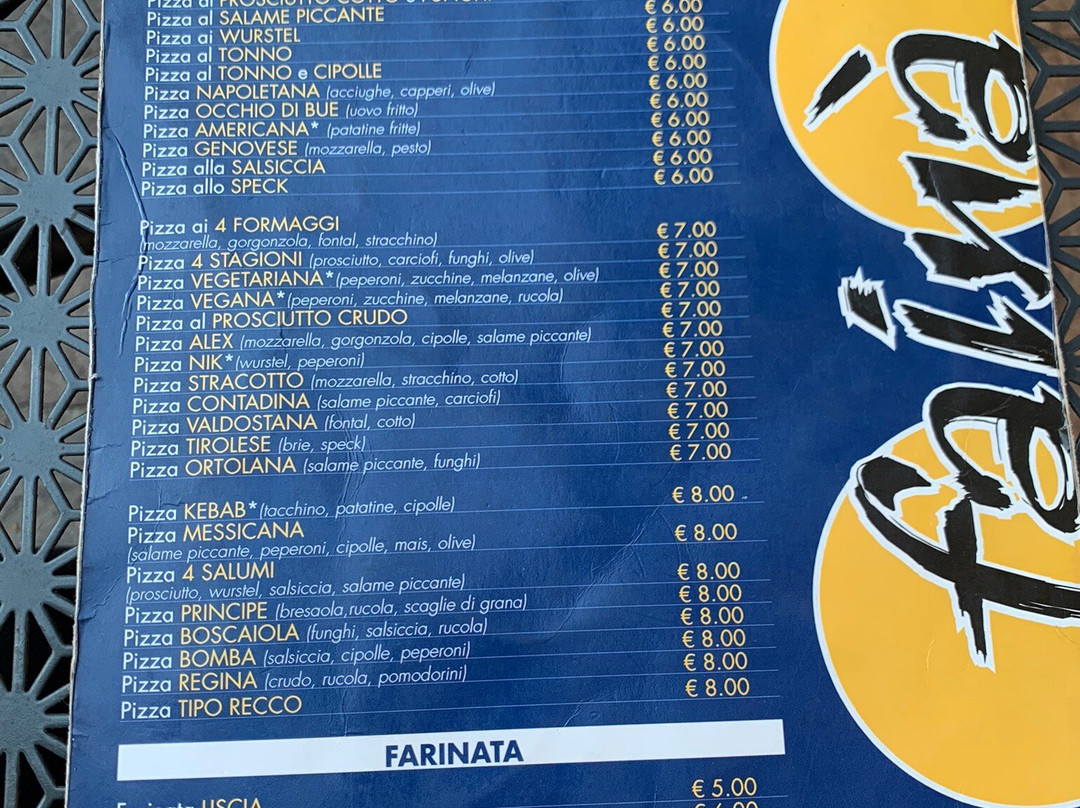 Pizza al PROSCIUTTO COTTO e FUNGHI € 6.00
Pizza al SALAME PICCANTE € 6.00
Pizza ai WURSTEL € 6.00
Pizza al TONNO € 6.00
Pizza al TONNO e CIPOLLE € 6.00
Pizza NAPOLETANA (acciughe, capperi, olive) € 6.00
Pizza OCCHIO DI BUE (uovo fritto) € 6.00
Pizza AMERICANA* (patatine fritte) € 6.00
Pizza GENOVESE (mozzarella, pesto) € 6.00
Pizza alla SALSICCIA € 6.00
Pizza allo SPECK
Pizza ai 4 FORMAGGI € 7.00
(mozzarella, gorgonzola, fontal, stracchino)
Pizza 4 STAGIONI (prosciutto, carciofi, funghi, olive) € 7.00
Pizza VEGETARIANA* (peperoni, zucchine, melanzane, olive) € 7.00
Pizza VEGANA* (peperoni, zucchine, melanzane, rucola) € 7.00
Pizza al PROSCIUTTO CRUDO € 7.00
Pizza ALEX (mozzarella, gorgonzola, cipolle, salame piccante) € 7.00
Pizza NIK* (wurstel, peperoni) € 7.00
Pizza STRACOTTO (mozzarella, stracchino, cotto) € 7.00
Pizza CONTADINA (salame piccante, carciofi) € 7.00
Pizza VALDOSTANA (fontal, cotto) € 7.00
Pizza TIROLESE (brie, speck) € 7.00
Pizza ORTOLANA (salame piccante, funghi) € 7.00
Pizza KEBAB* (tacchino, patatine, cipolle) € 8.00
Pizza MESSICANA € 8.00
(salame piccante, peperoni, cipolle, mais, olive)
Pizza 4 SALUMI € 8.00
(prosciutto, wurstel, salsiccia, salame piccante)
Pizza PRINCIPE (bresaola,rucola, scaglie di grana) € 8.00
Pizza BOSCAIOLA (funghi, salsiccia, rucola) € 8.00
Pizza BOMBA (salsiccia, cipolle, peperoni) € 8.00
Pizza REGINA (crudo, rucola, pomodorini) € 8.00
Pizza TIPO RECCO € 8.00
FARINATA
Farinata LISCIA € 5.00
€ 6.00
fainà